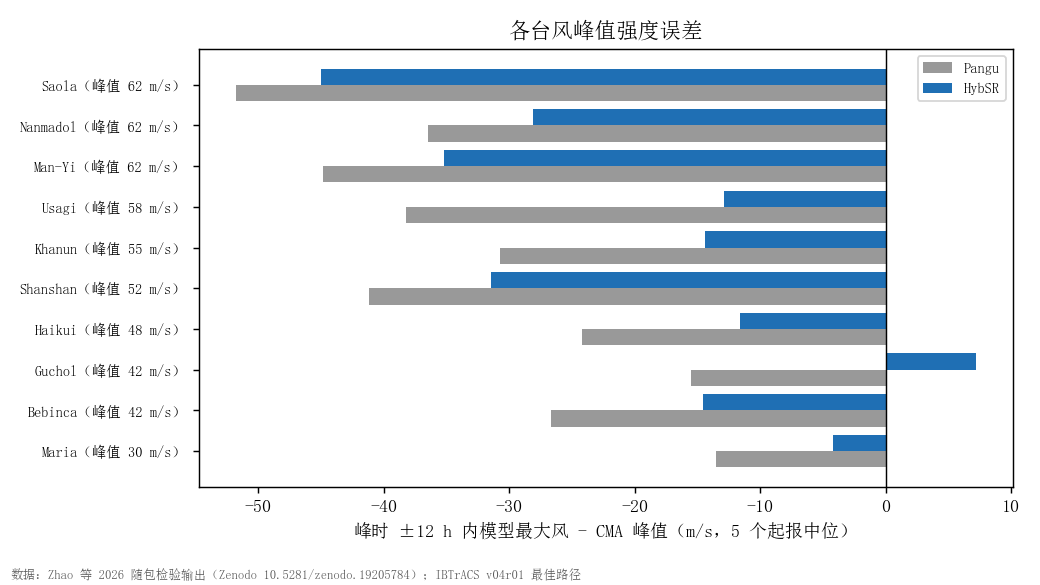 各台风峰值强度误差
Pangu
HybSR
Saola（峰值 62 m/s）
Nanmadol（峰值 62 m/s）
Man-Yi（峰值 62 m/s）
Usagi（峰值 58 m/s）
Khanun（峰值 55 m/s）
Shanshan（峰值 52 m/s）
Haikui（峰值 48 m/s）
Guchol（峰值 42 m/s）
Bebinca（峰值 42 m/s）
Maria（峰值 30 m/s）
−50 −40 −30 −20 −10 0 10
峰时 ±12 h 内模型最大风 − CMA 峰值（m/s，5 个起报中位）
数据：Zhao 等 2026 随包检验输出（Zenodo 10.5281/zenodo.19205784）；IBTrACS v04r01 最佳路径